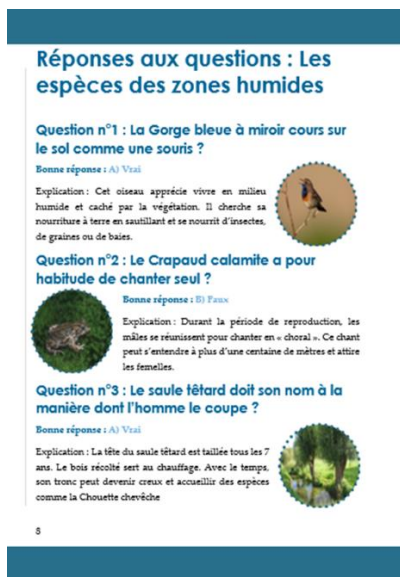 Réponses aux questions : Les
espèces des zones humides
Question n°1 : La Gorge bleue à miroir cours sur
le sol comme une souris ?
Bonne réponse : A) Vrai
Explication : Cet oiseau apprécie vivre en milieu
humide et caché par la végétation. Il cherche sa
nourriture à terre en sautillant et se nourrit d'insectes,
de graines ou de baies.
Question n°2 : Le Crapaud calamite a pour
habitude de chanter seul ?
Bonne réponse : B) Faux
Explication : Durant la période de reproduction, les
mâles se réunissent pour chanter en « choral ». Ce chant
peut s'entendre à plus d'une centaine de mètres et attire
les femelles.
Question n°3 : Le saule têtard doit son nom à la
manière dont l'homme le coupe ?
Bonne réponse : A) Vrai
Explication : La tête du saule têtard est taillée tous les 7
ans. Le bois récolté sert au chauffage. Avec le temps,
son tronc peut devenir creux et accueillir des espèces
comme la Chouette chevêche
8